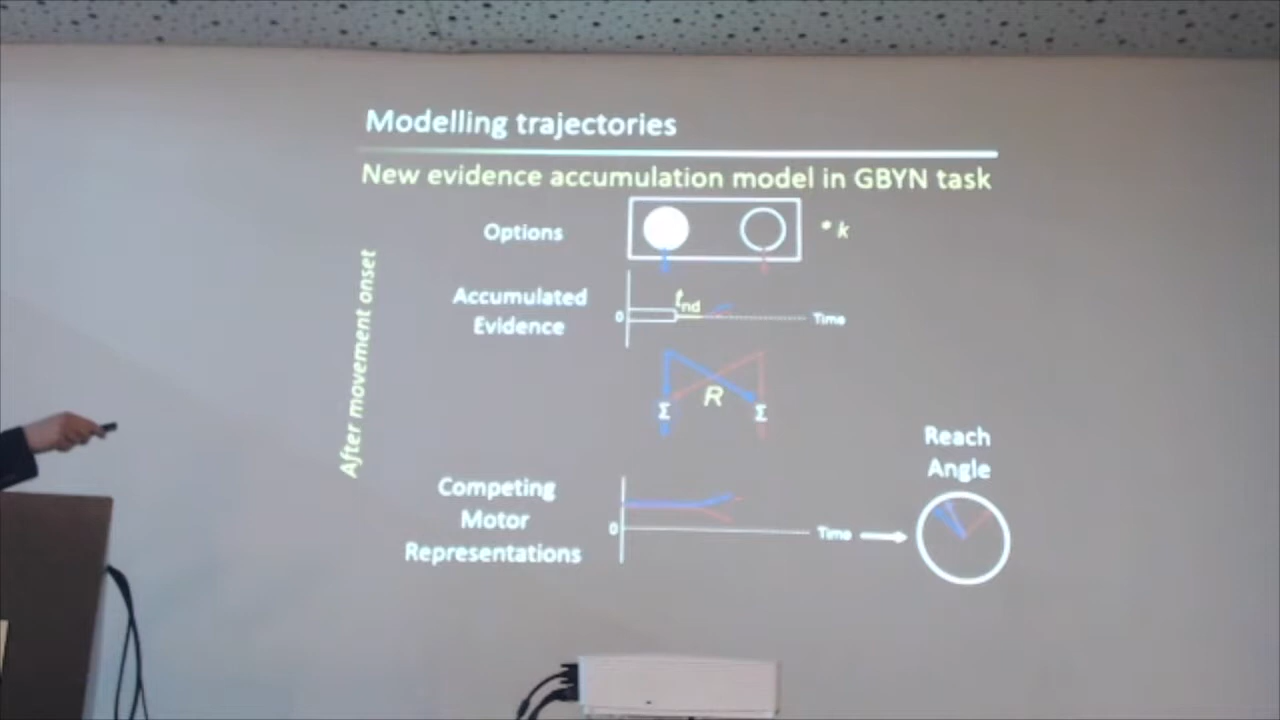 Modelling trajectories
New evidence accumulation model in GBYN task
Options
* k
After movement onset
Accumulated
Evidence
0
tnd
Time
R
Σ
Σ
Reach
Angle
Competing
Motor
Representations
0
Time